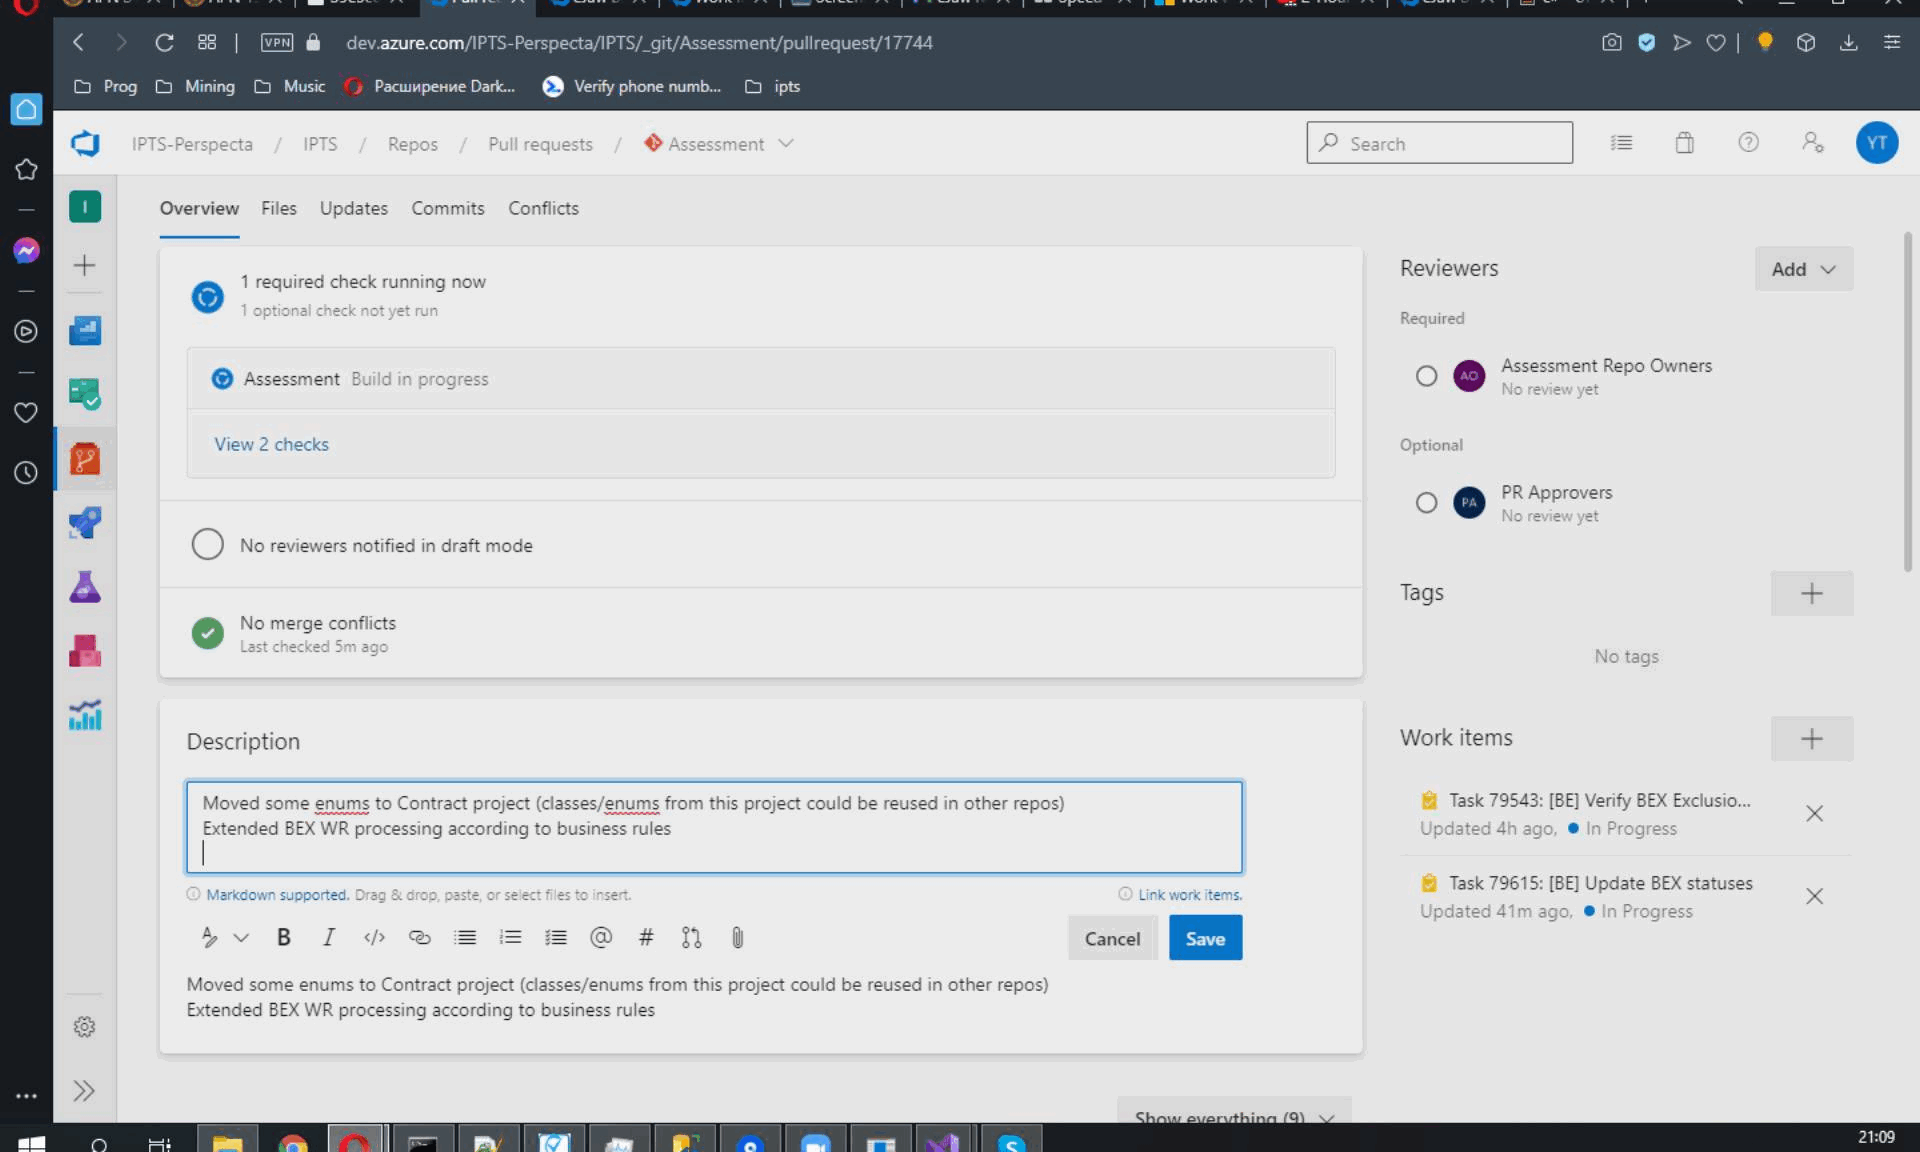 VPN
dev.azure.com/IPTS-Perspecta/IPTS/_git/Assessment/pullrequest/17744
Prog
Mining
Music
Расширение Dark...
Verify phone numb...
ipts
IPTS-Perspecta / IPTS / Repos / Pull requests / Assessment
Search
YT
I
Overview
Files
Updates
Commits
Conflicts
1 required check running now
1 optional check not yet run
Assessment Build in progress
View 2 checks
No reviewers notified in draft mode
No merge conflicts
Last checked 5m ago
Description
Moved some enums to Contract project (classes/enums from this project could be reused in other repos)
Extended BEX WR processing according to business rules
Markdown supported. Drag & drop, paste, or select files to insert.
Link work items.
Cancel
Save
Moved some enums to Contract project (classes/enums from this project could be reused in other repos)
Extended BEX WR processing according to business rules
Show everything (9)
Reviewers
Add
Required
AO
Assessment Repo Owners
No review yet
Optional
PA
PR Approvers
No review yet
Tags
No tags
Work items
Task 79543: [BE] Verify BEX Exclusio...
Updated 4h ago, In Progress
Task 79615: [BE] Update BEX statuses
Updated 41m ago, In Progress
21:09